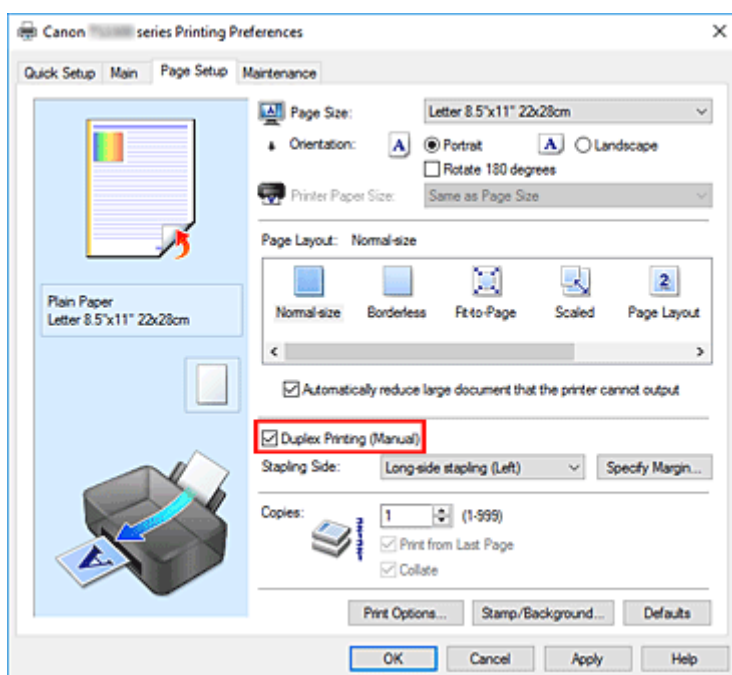 Canon series Printing Preferences
Quick Setup Main Page Setup Maintenance
Page Size: Letter 8.5"x11" 22x28cm
Orientation: A Portrait A Landscape
Rotate 180 degrees
Printer Paper Size: Same as Page Size
Page Layout: Normal-size
2
Normal-size Borderless Fit-to-Page Scaled Page Layout
Plain Paper
Letter 8.5"x11" 22x28cm
Automatically reduce large document that the printer cannot output
Duplex Printing (Manual)
Stapling Side: Long-side stapling (Left) Specify Margin...
Copies: 1 (1-999)
Print from Last Page
Collate
A
Print Options... Stamp/Background... Defaults
OK Cancel Apply Help